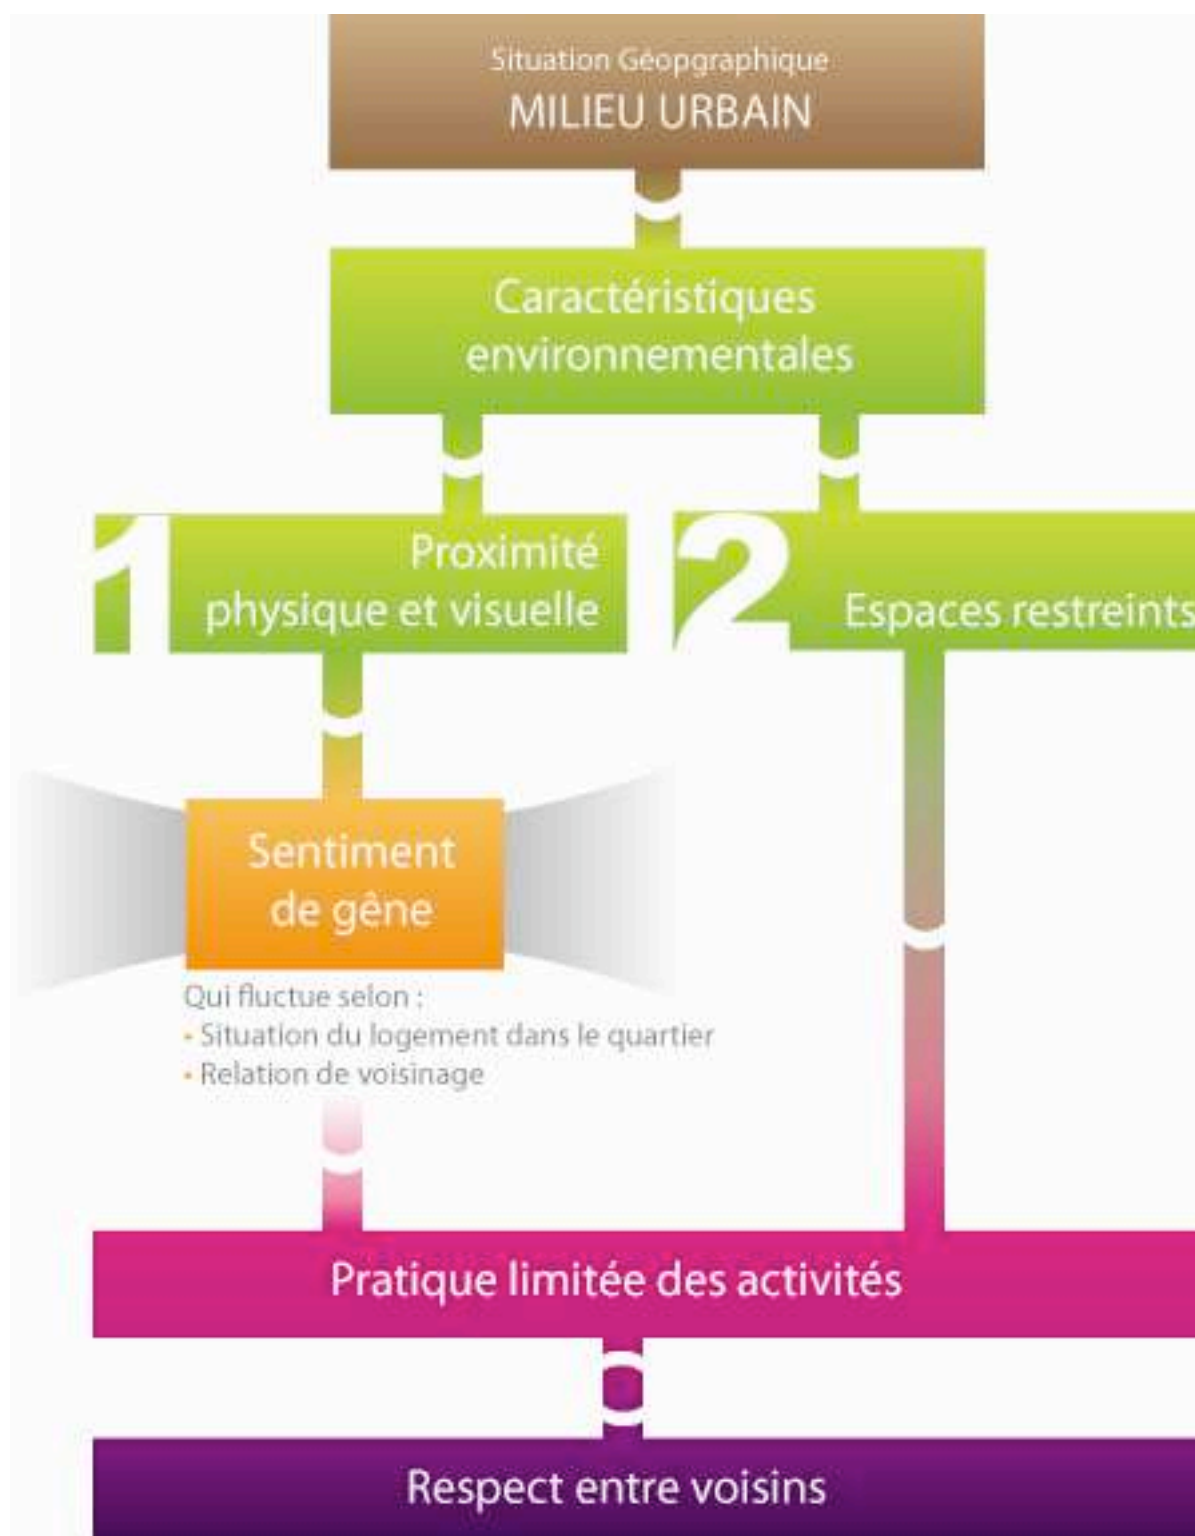 Situation Géopgraphique
MILIEU URBAIN
Caractéristiques
environnementales
1
Proximité
physique et visuelle
2
Espaces restreints
Sentiment
de gêne
Qui fluctue selon :
• Situation du logement dans le quartier
• Relation de voisinage
Pratique limitée des activités
Respect entre voisins